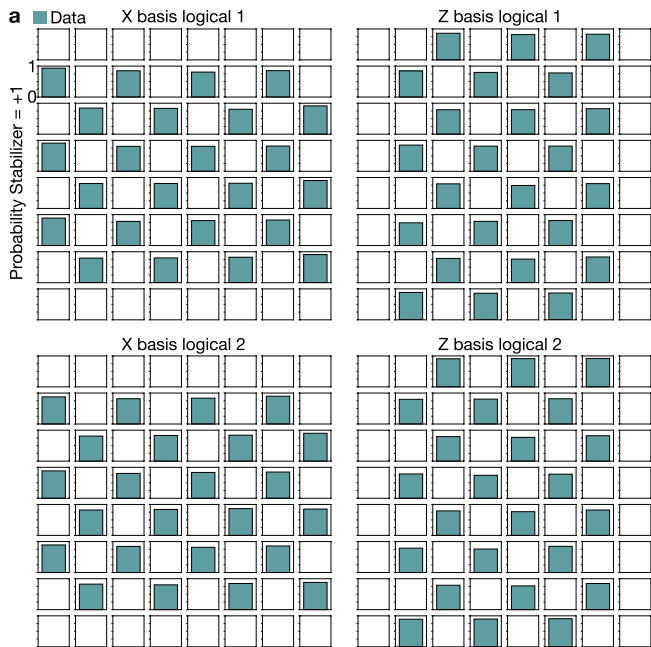 a Data
X basis logical 1
Z basis logical 1
1
0
Probability Stabilizer = +1
X basis logical 2
Z basis logical 2